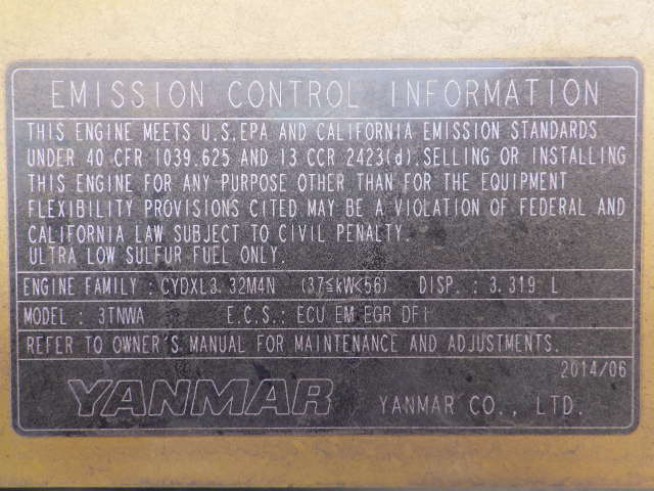 EMISSION CONTROL INFORMATION
THIS ENGINE MEETS U.S.EPA AND CALIFORNIA EMISSION STANDARDS
UNDER 40 CFR 1039.625 AND 13 CCR 2423(d).SELLING OR INSTALLING
THIS ENGINE FOR ANY PURPOSE OTHER THAN FOR THE EQUIPMENT
FLEXIBILITY PROVISIONS CITED MAY BE A VIOLATION OF FEDERAL AND
CALIFORNIA LAW SUBJECT TO CIVIL PENALTY.
ULTRA LOW SULFUR FUEL ONLY.
ENGINE FAMILY : CYDXL3.32M4N (37≤kW<56) DISP. : 3.319 L
MODEL : 3TNWA E.C.S.: ECU EM EGR DFI
REFER TO OWNER'S MANUAL FOR MAINTENANCE AND ADJUSTMENTS.
2014/06
YANMAR YANMAR CO., LTD.